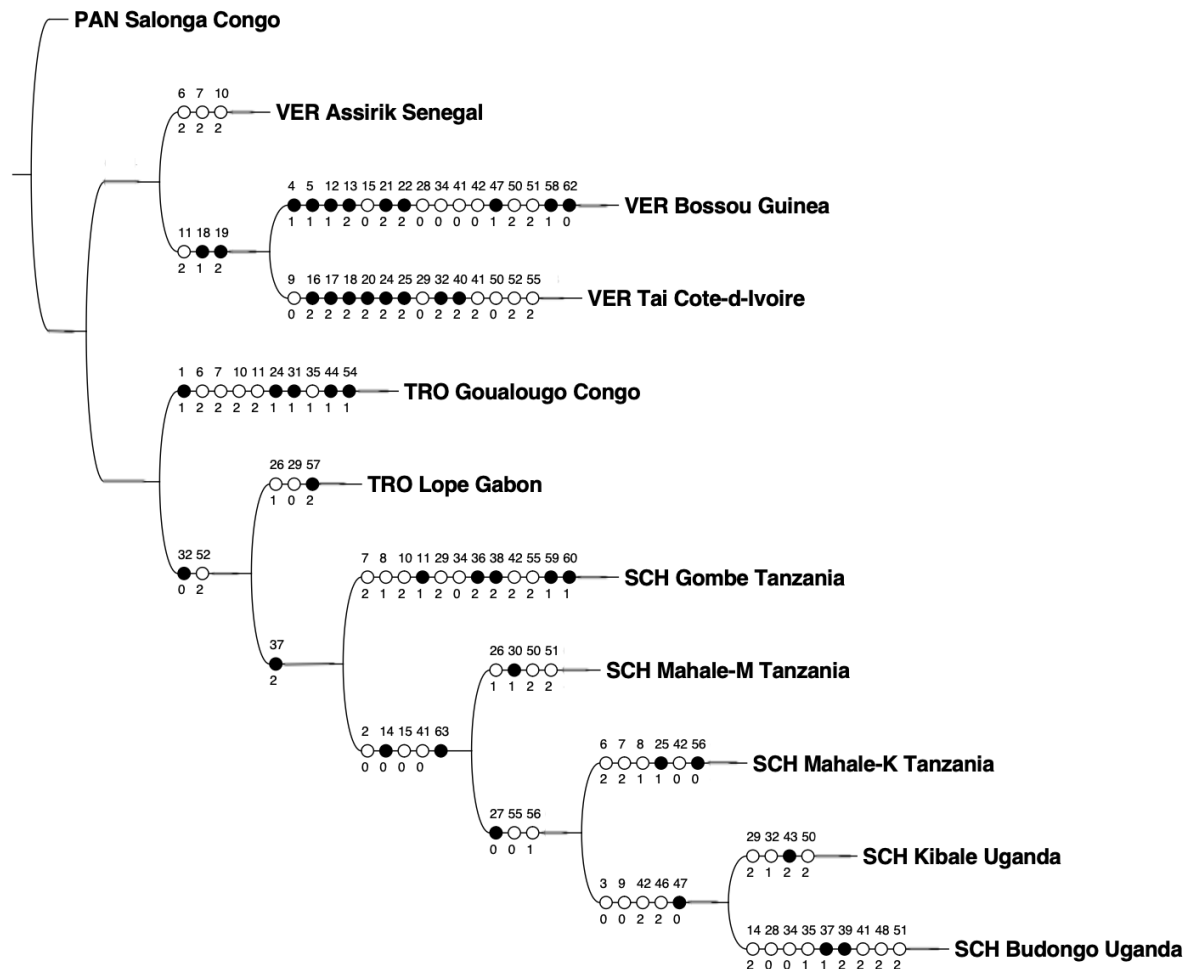 PAN Salonga Congo
6 7 10
VER Assirik Senegal
2 2 2
4 5 12 13 15 21 22 28 34 41 42 47 50 51 58 62
VER Bossou Guinea
1 1 1 2 0 2 2 0 0 0 0 1 2 2 1 0
11 18 19
2 1 2
9 16 17 18 20 24 25 29 32 40 41 50 52 55
VER Tai Cote-d-Ivoire
0 2 2 2 2 2 2 0 2 2 2 0 2 2
1 6 7 10 11 24 31 35 44 54
TRO Goualougo Congo
1 2 2 2 2 1 1 1 1 1
26 29 57
TRO Lope Gabon
1 0 2
32 52
0 2
7 8 10 11 29 34 36 38 42 55 59 60
SCH Gombe Tanzania
2 1 2 1 2 0 2 2 2 2 1 1
37
2
26 30 50 51
SCH Mahale-M Tanzania
1 1 2 2
2 14 15 41 63
0 0 0 0
6 7 8 25 42 56
SCH Mahale-K Tanzania
2 2 1 1 0 0
27 55 56
0 0 1
29 32 43 50
SCH Kibale Uganda
2 1 2 2
3 9 42 46 47
0 0 2 2 0
14 28 34 35 37 39 41 48 51
SCH Budongo Uganda
2 0 0 1 1 2 2 2 2